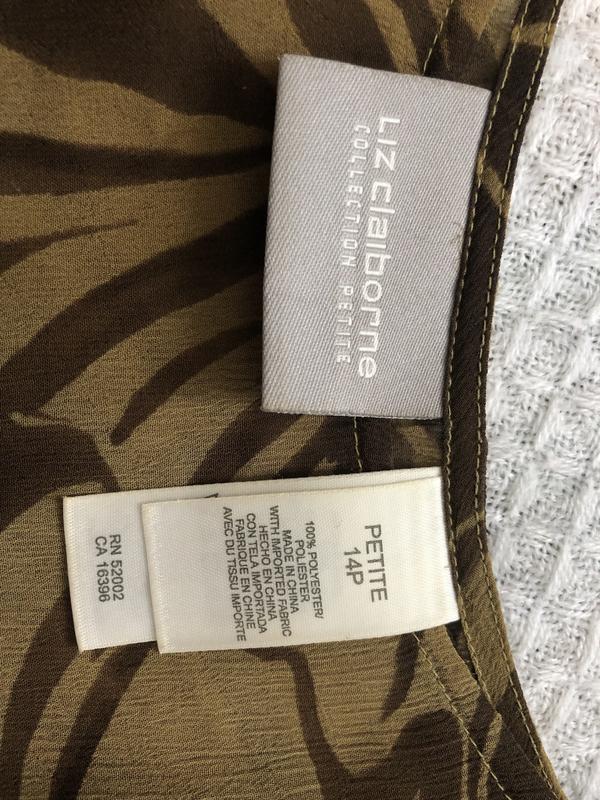 LIZ claiborne
COLLECTION PETITE
PETITE
14P
100% POLYESTER/
POLIESTER
MADE IN CHINA
WITH IMPORTED FABRIC
HECHO EN CHINA
CON TELA IMPORTADA
FABRIQUE EN CHINE
AVEC DU TISSU IMPORTE
RN 52002
CA 16396